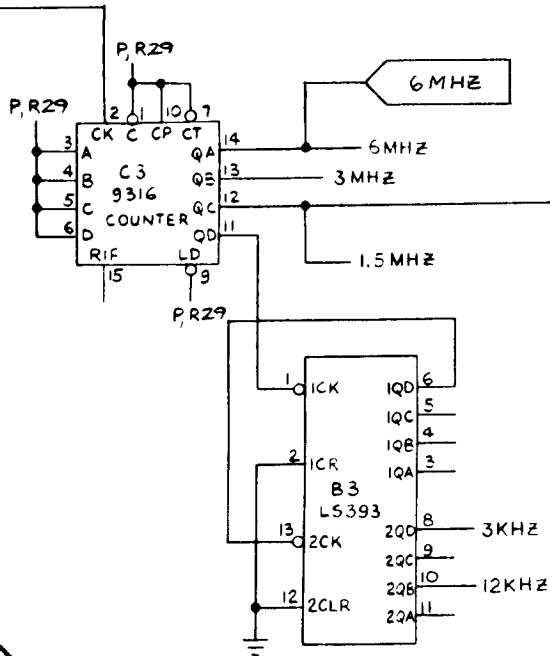 P,R29
6MHZ
P,R29
2 1 10 7
CK C CP CT
3 A QA 14
6MHZ
4 B C3 QB 13
3MHZ
5 C 9316 QC 12
6 D COUNTER QD 11
RIF LD
1.5MHZ
15 9
P,R29
1 1CK 1QD 6
1QC 5
1QB 4
2 1CR 1QA 3
B3
LS393
13 2CK 2QD 8 3KHZ
2QC 9
2QB 10 12KHZ
12 2CLR 2QA 11